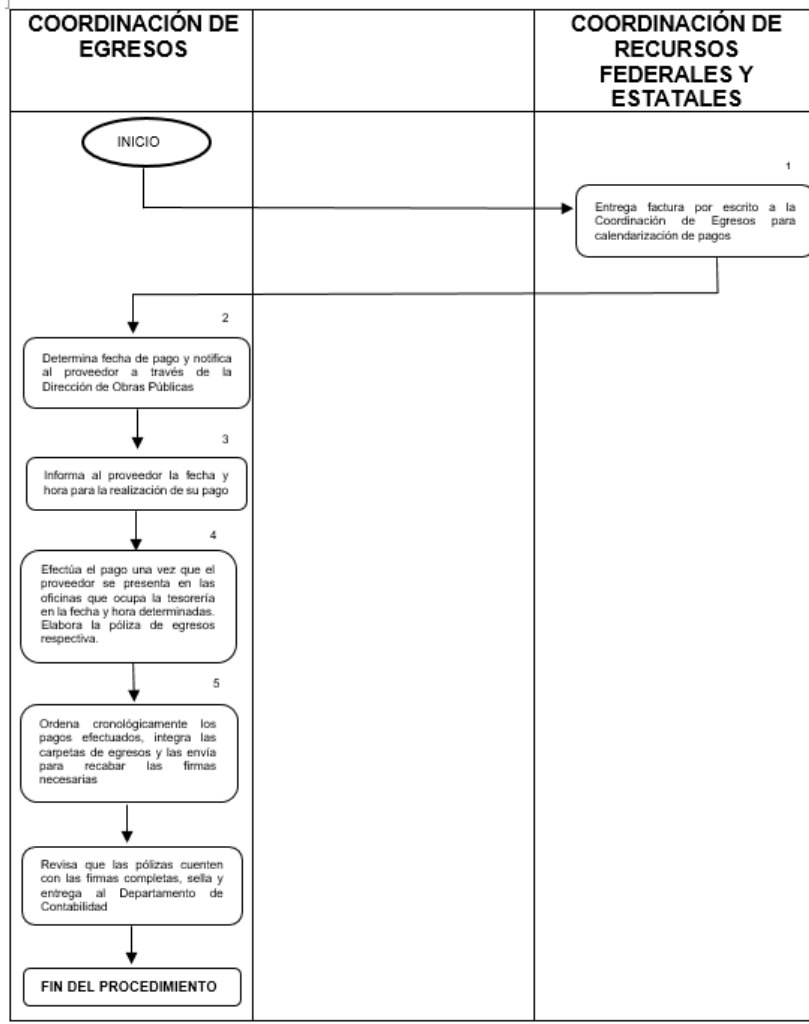 COORDINACIÓN DE
EGRESOS
COORDINACIÓN DE
RECURSOS
FEDERALES Y
ESTATALES
INICIO
1
Entrega factura por escrito a la
Coordinación de Egresos para
calendarización de pagos
2
Determina fecha de pago y notifica
al proveedor a través de la
Dirección de Obras Públicas
3
Informa al proveedor la fecha y
hora para la realización de su pago
4
Efectúa el pago una vez que el
proveedor se presenta en las
oficinas que ocupa la tesorería
en la fecha y hora determinadas.
Elabora la póliza de egresos
respectiva.
5
Ordena cronológicamente los
pagos efectuados, integra las
carpetas de egresos y las envía
para recabar las firmas
necesarias
Revisa que las pólizas cuenten
con las firmas completas, sella y
entrega al Departamento de
Contabilidad
FIN DEL PROCEDIMIENTO